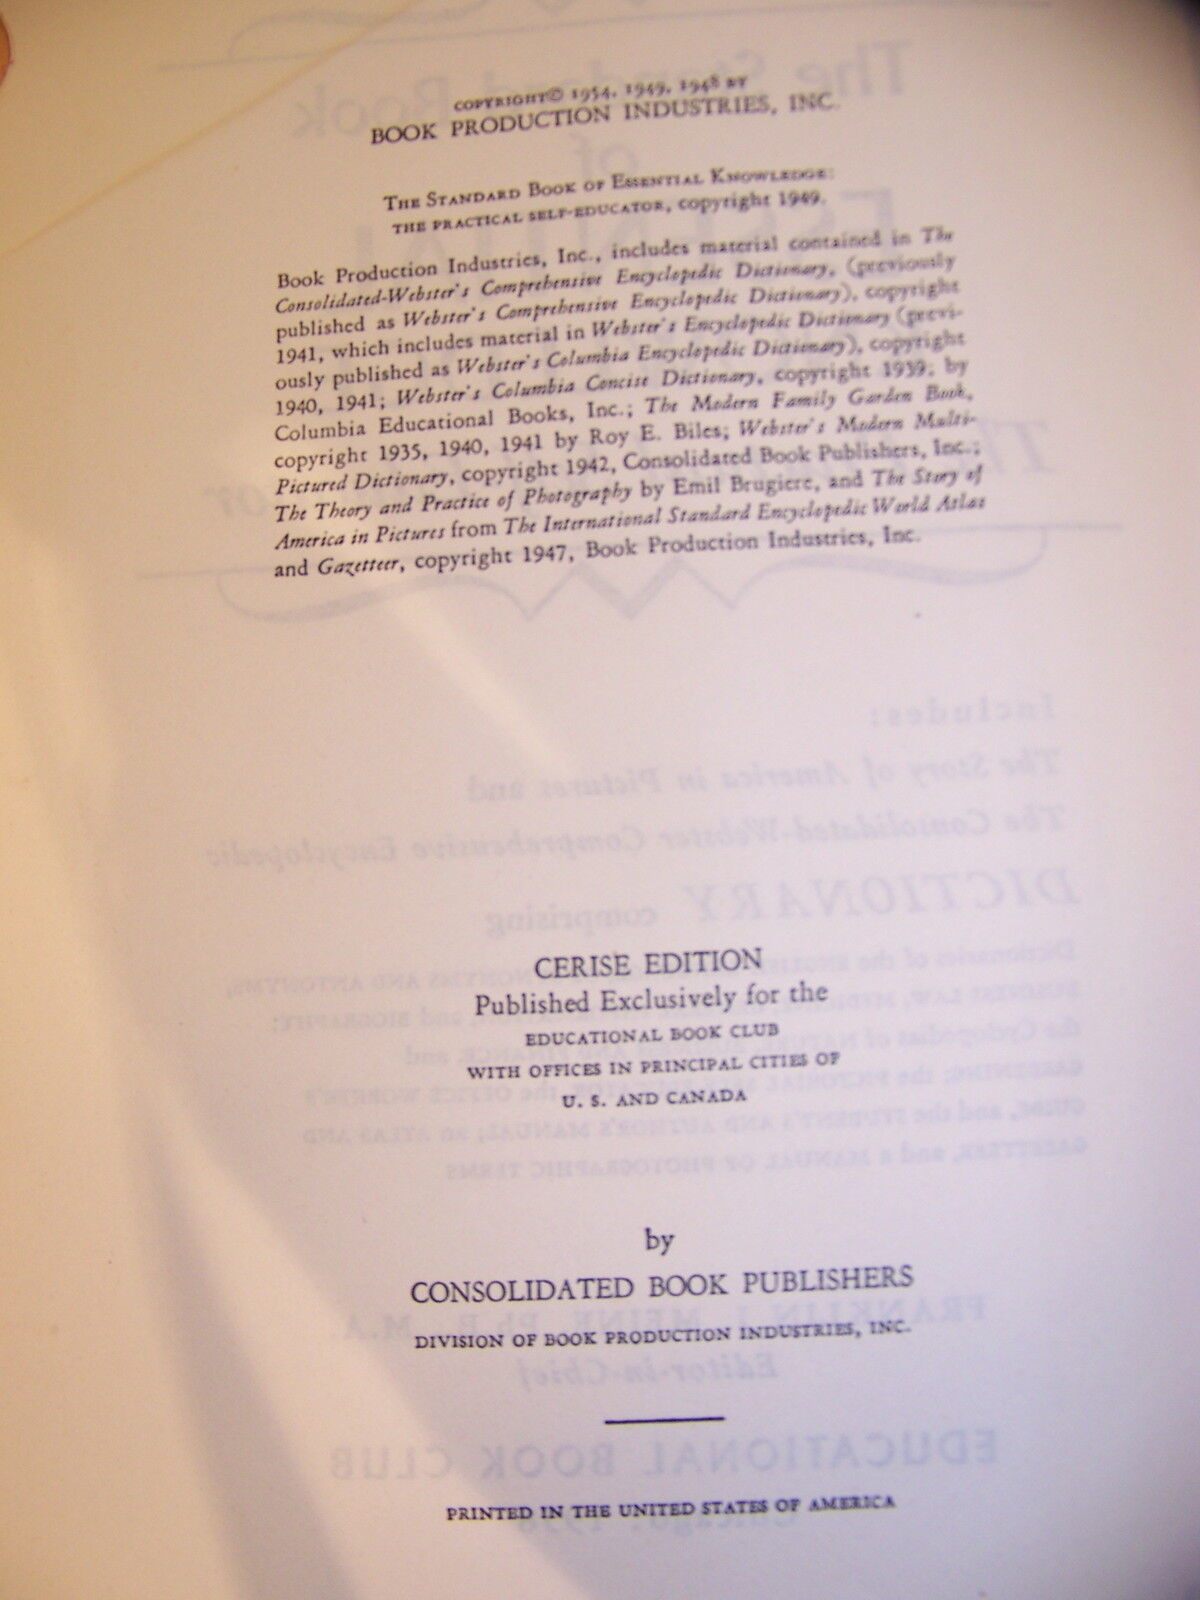 COPYRIGHT© 1954, 1949, 1948 BY
BOOK PRODUCTION INDUSTRIES, INC.
THE STANDARD BOOK OF ESSENTIAL KNOWLEDGE:
THE PRACTICAL SELF-EDUCATOR, copyright 1949.
Book Production Industries, Inc., includes material contained in The
Consolidated-Webster's Comprehensive Encyclopedic Dictionary, (previously
published as Webster's Comprehensive Encyclopedic Dictionary), copyright
1941, which includes material in Webster's Encyclopedic Dictionary (previ-
ously published as Webster's Columbia Encyclopedic Dictionary), copyright
1940, 1941; Webster's Columbia Concise Dictionary, copyright 1939, by
Columbia Educational Books, Inc.; The Modern Family Garden Book,
copyright 1935, 1940, 1941 by Roy E. Biles; Webster's Modern Multi-
Pictured Dictionary, copyright 1942, Consolidated Book Publishers, Inc.;
The Theory and Practice of Photography by Emil Brugiere, and The Story of
America in Pictures from The International Standard Encyclopedic World Atlas
and Gazetteer, copyright 1947, Book Production Industries, Inc.
CERISE EDITION
Published Exclusively for the
EDUCATIONAL BOOK CLUB
WITH OFFICES IN PRINCIPAL CITIES OF
U. S. AND CANADA
by
CONSOLIDATED BOOK PUBLISHERS
DIVISION OF BOOK PRODUCTION INDUSTRIES, INC.
PRINTED IN THE UNITED STATES OF AMERICA